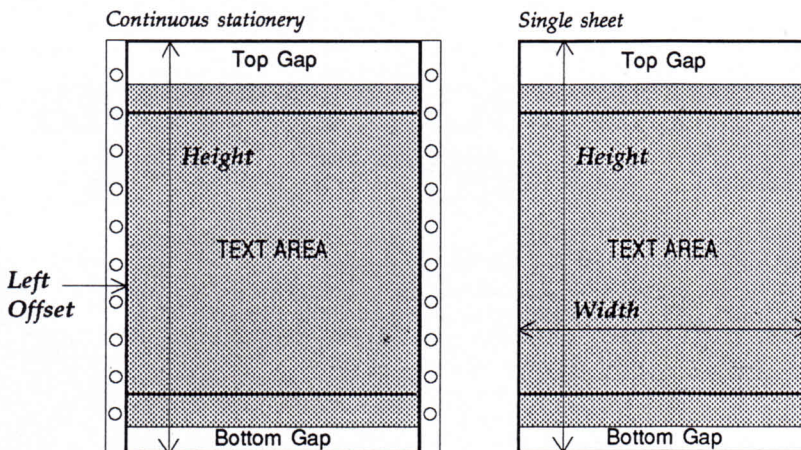 Continuous stationery
Top Gap
Height
TEXT AREA
Left
Offset
Bottom Gap
Single sheet
Top Gap
Height
TEXT AREA
Width
Bottom Gap